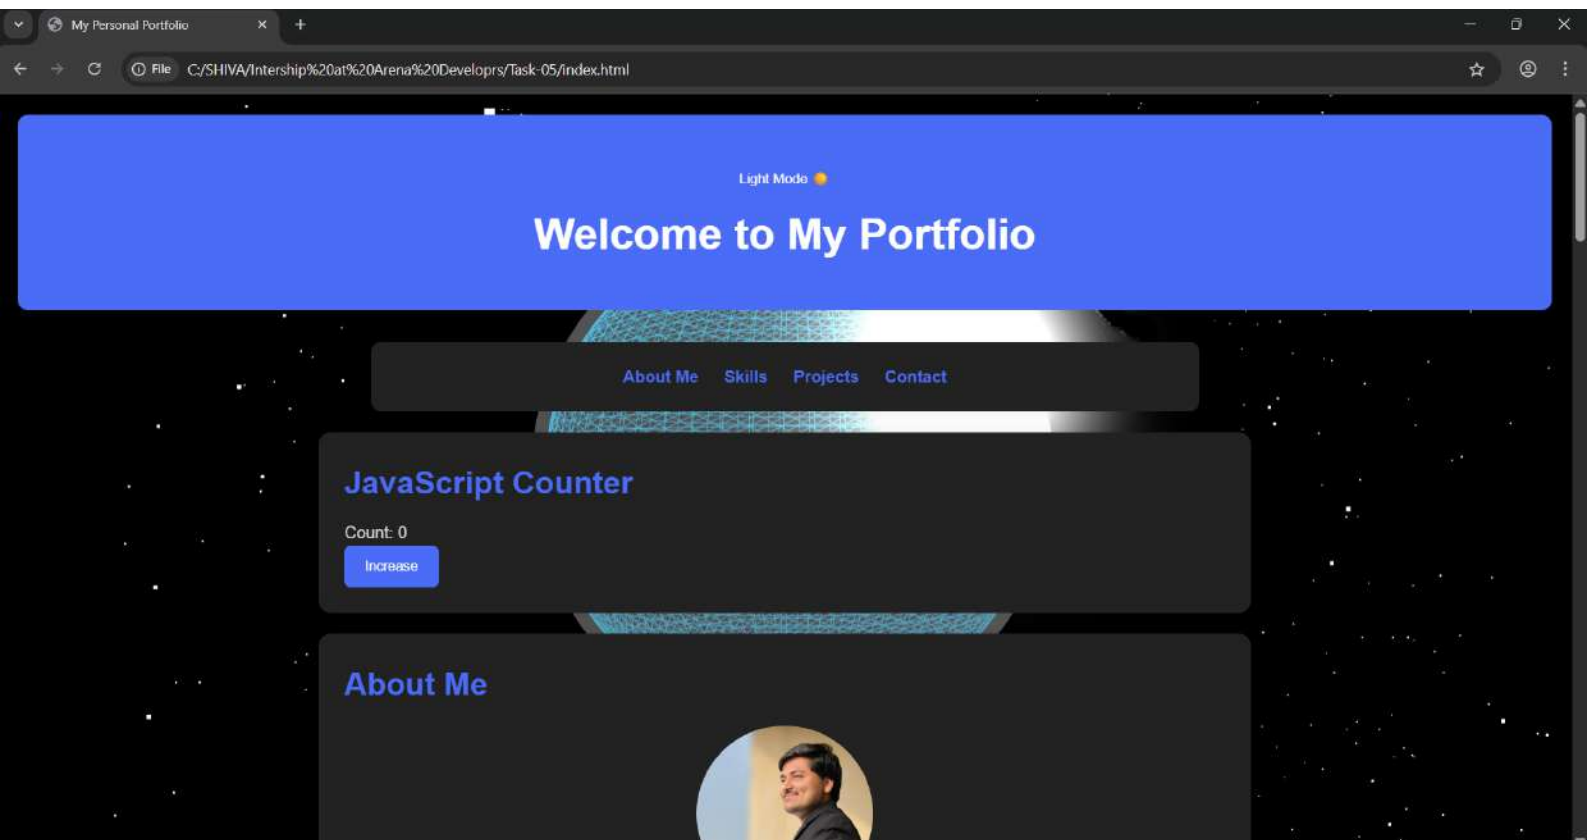 My Personal Portfolio
File C:/SHIVA/Intership%20at%20Arena%20Developrs/Task-05/index.html
Light Mode
Welcome to My Portfolio
About Me Skills Projects Contact
JavaScript Counter
Count: 0
Increase
About Me